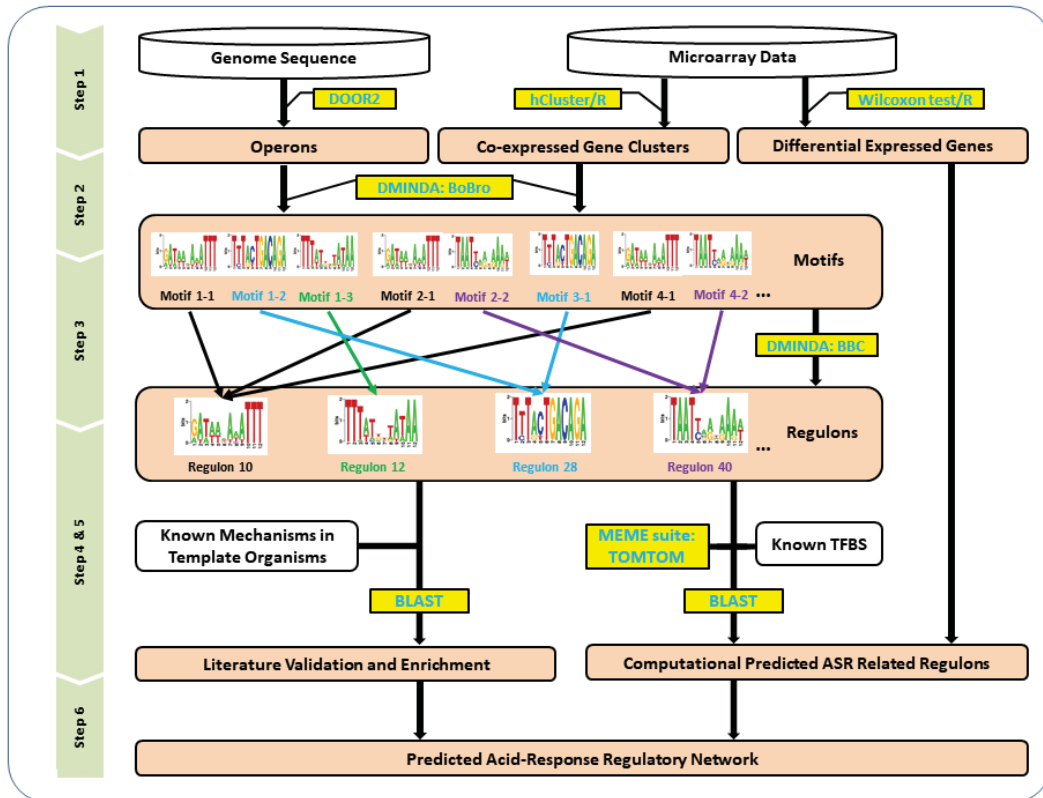 Step 1
Genome Sequence
Microarray Data
DOOR2
hCluster/R
Wilcoxon test/R
Operons
Co-expressed Gene Clusters
Differential Expressed Genes
Step 2
DMINDA: BoBro
Motifs
Motif 1-1
Motif 1-2
Motif 1-3
Motif 2-1
Motif 2-2
Motif 3-1
Motif 4-1
Motif 4-2
...
Step 3
DMINDA: BBC
Regulons
Regulon 10
Regulon 12
Regulon 28
Regulon 40
...
Step4 & 5
Known Mechanisms in
Template Organisms
MEME suite:
TOMTOM
Known TFBS
BLAST
BLAST
Literature Validation and Enrichment
Computational Predicted ASR Related Regulons
Step 6
Predicted Acid-Response Regulatory Network